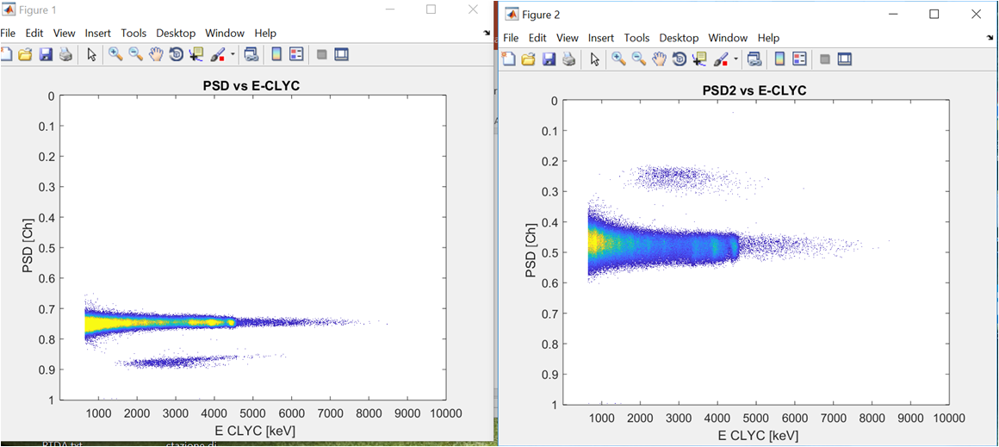 Figure 1
File Edit View Insert Tools Desktop Window Help
PSD vs E-CLYC
0
0.1
0.2
0.3
0.4
0.5
0.6
0.7
0.8
0.9
1
PSD [Ch]
1000 2000 3000 4000 5000 6000 7000 8000 9000 10000
E CLYC [keV]
Figure 2
File Edit View Insert Tools Desktop Window Help
PSD2 vs E-CLYC
0
0.1
0.2
0.3
0.4
0.5
0.6
0.7
0.8
0.9
1
PSD [Ch]
1000 2000 3000 4000 5000 6000 7000 8000 9000 10000
E CLYC [keV]